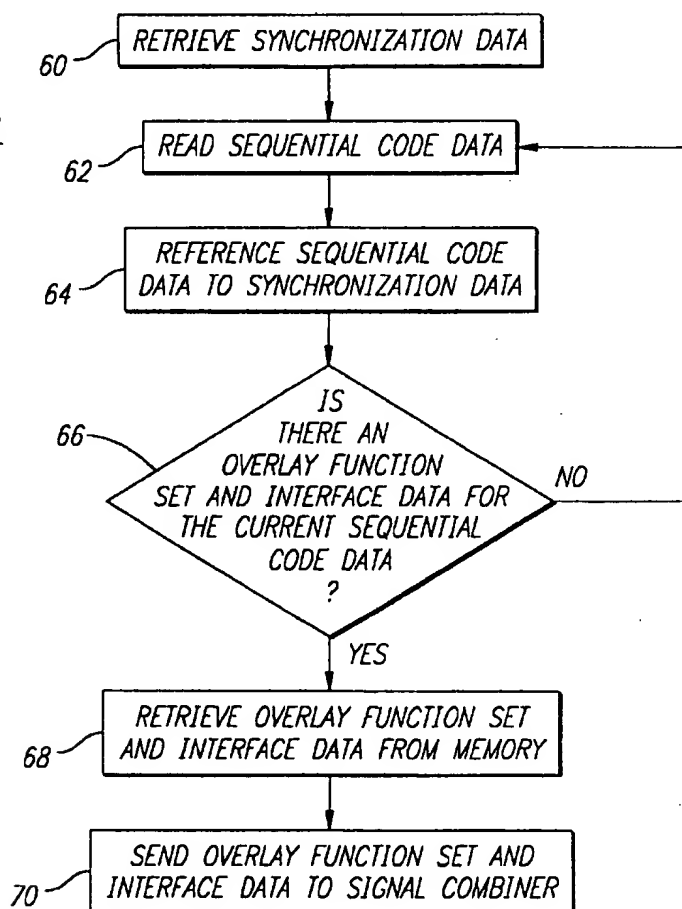 60
RETRIEVE SYNCHRONIZATION DATA
62
READ SEQUENTIAL CODE DATA
64
REFERENCE SEQUENTIAL CODE
DATA TO SYNCHRONIZATION DATA
66
IS
THERE AN
OVERLAY FUNCTION
SET AND INTERFACE DATA FOR
THE CURRENT SEQUENTIAL
CODE DATA
?
NO
YES
68
RETRIEVE OVERLAY FUNCTION SET
AND INTERFACE DATA FROM MEMORY
70
SEND OVERLAY FUNCTION SET AND
INTERFACE DATA TO SIGNAL COMBINER